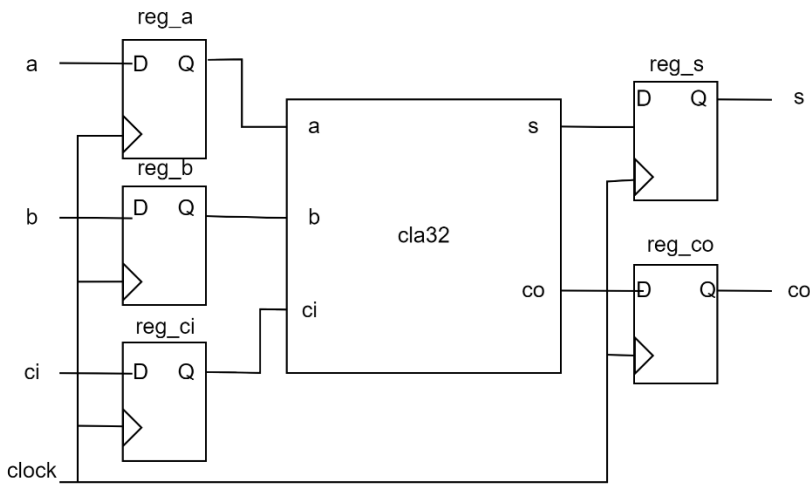 reg_a
a
D Q
reg_b
b
D Q
reg_ci
ci
D Q
clock
a
b
ci
cla32
s
co
reg_s
D Q
s
reg_co
D Q
co